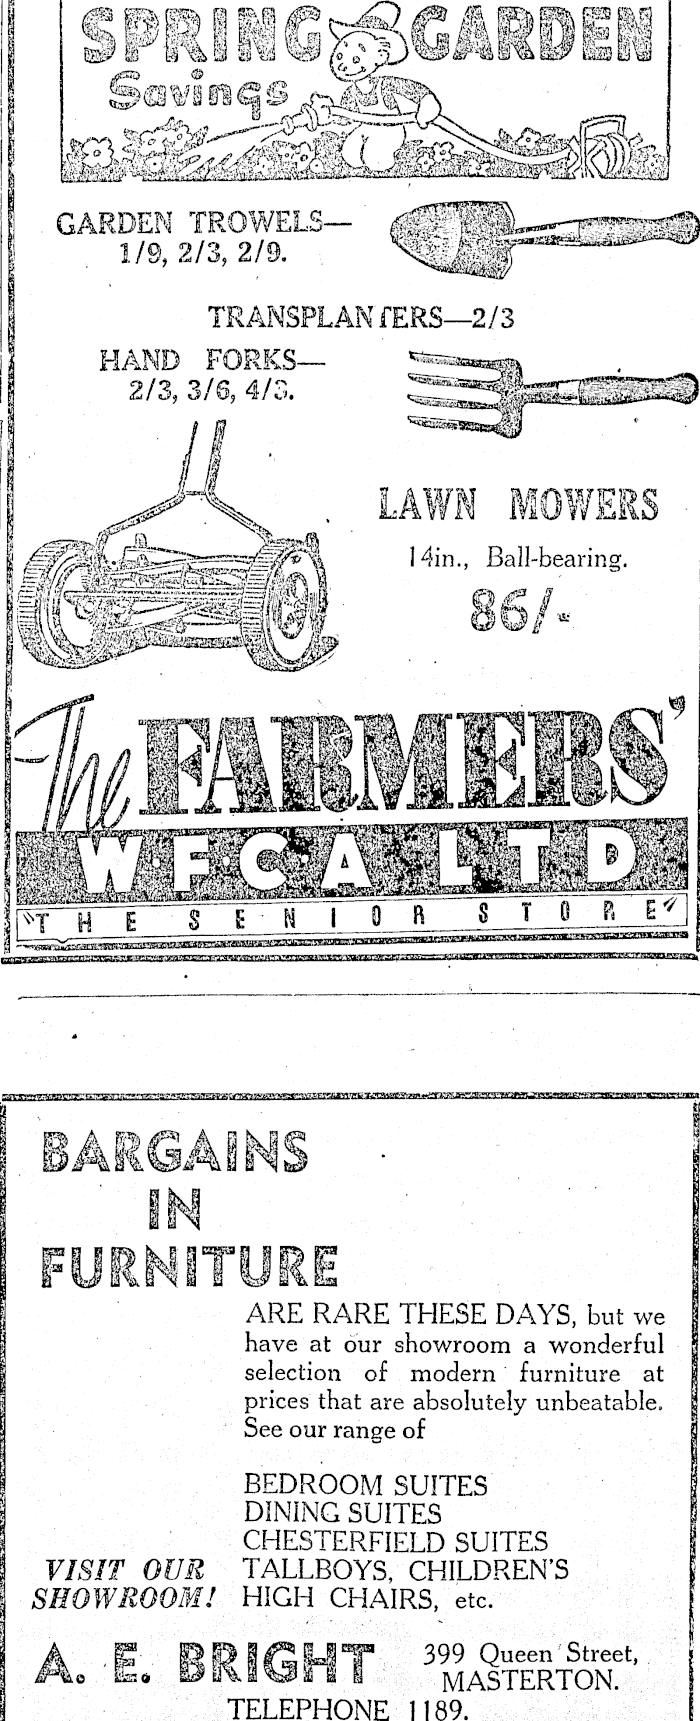 SPRING GARDEN
Savings
GARDEN TROWELS—
1/9, 2/3, 2/9.
TRANSPLANTERS—2/3
HAND FORKS—
2/3, 3/6, 4/3.
LAWN MOWERS
14in., Ball-bearing.
86/-
The FARMERS'
W·F·C·A LTD
"THE SENIOR STORE"
BARGAINS
IN
FURNITURE
ARE RARE THESE DAYS, but we
have at our showroom a wonderful
selection of modern furniture at
prices that are absolutely unbeatable.
See our range of
BEDROOM SUITES
DINING SUITES
CHESTERFIELD SUITES
TALLBOYS, CHILDREN'S
HIGH CHAIRS, etc.
VISIT OUR
SHOWROOM!
A. E. BRIGHT
399 Queen Street,
MASTERTON.
TELEPHONE 1189.